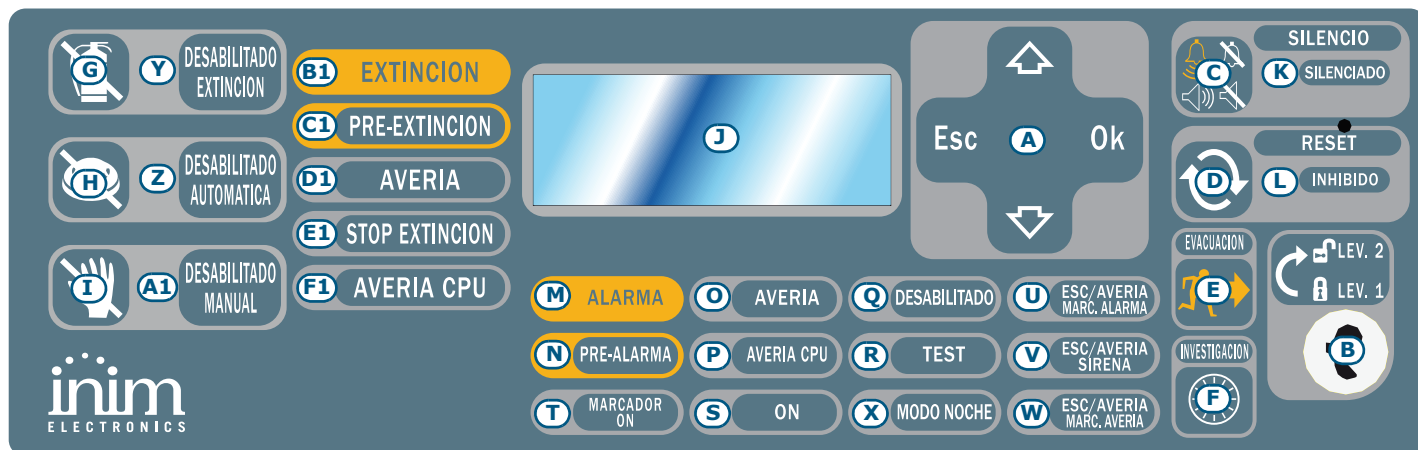 G
Y
DESABILITADO
EXTINCION
H
Z
DESABILITADO
AUTOMATICA
I
A1
DESABILITADO
MANUAL
inim
ELECTRONICS
B1 EXTINCION
C1 PRE-EXTINCION
D1 AVERIA
E1 STOP EXTINCION
F1 AVERIA CPU
J
Esc A Ok
M ALARMA
N PRE-ALARMA
T MARCADOR
ON
O AVERIA
P AVERIA CPU
S ON
Q DESABILITADO
R TEST
X MODO NOCHE
U ESC/AVERIA
MARC. ALARMA
V ESC/AVERIA
SIRENA
W ESC/AVERIA
MARC. AVERIA
SILENCIO
C
K SILENCIADO
RESET
D
L INHIBIDO
EVACUACION
E
INVESTIGACION
F
LEV. 2
LEV. 1
B